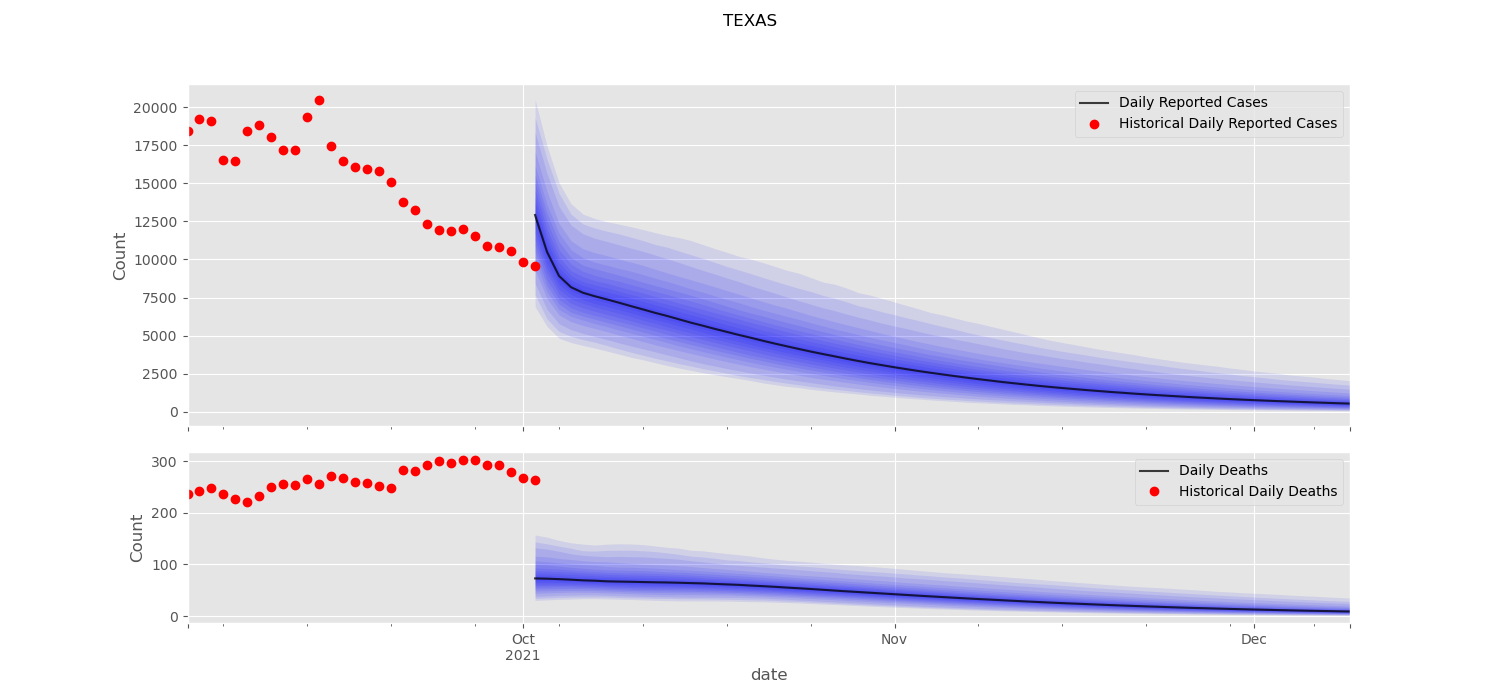 TEXAS
Daily Reported Cases
Historical Daily Reported Cases
20000
17500
15000
12500
10000
7500
5000
2500
0
Count
Daily Deaths
Historical Daily Deaths
300
200
100
0
Count
Oct
2021
Nov
Dec
date